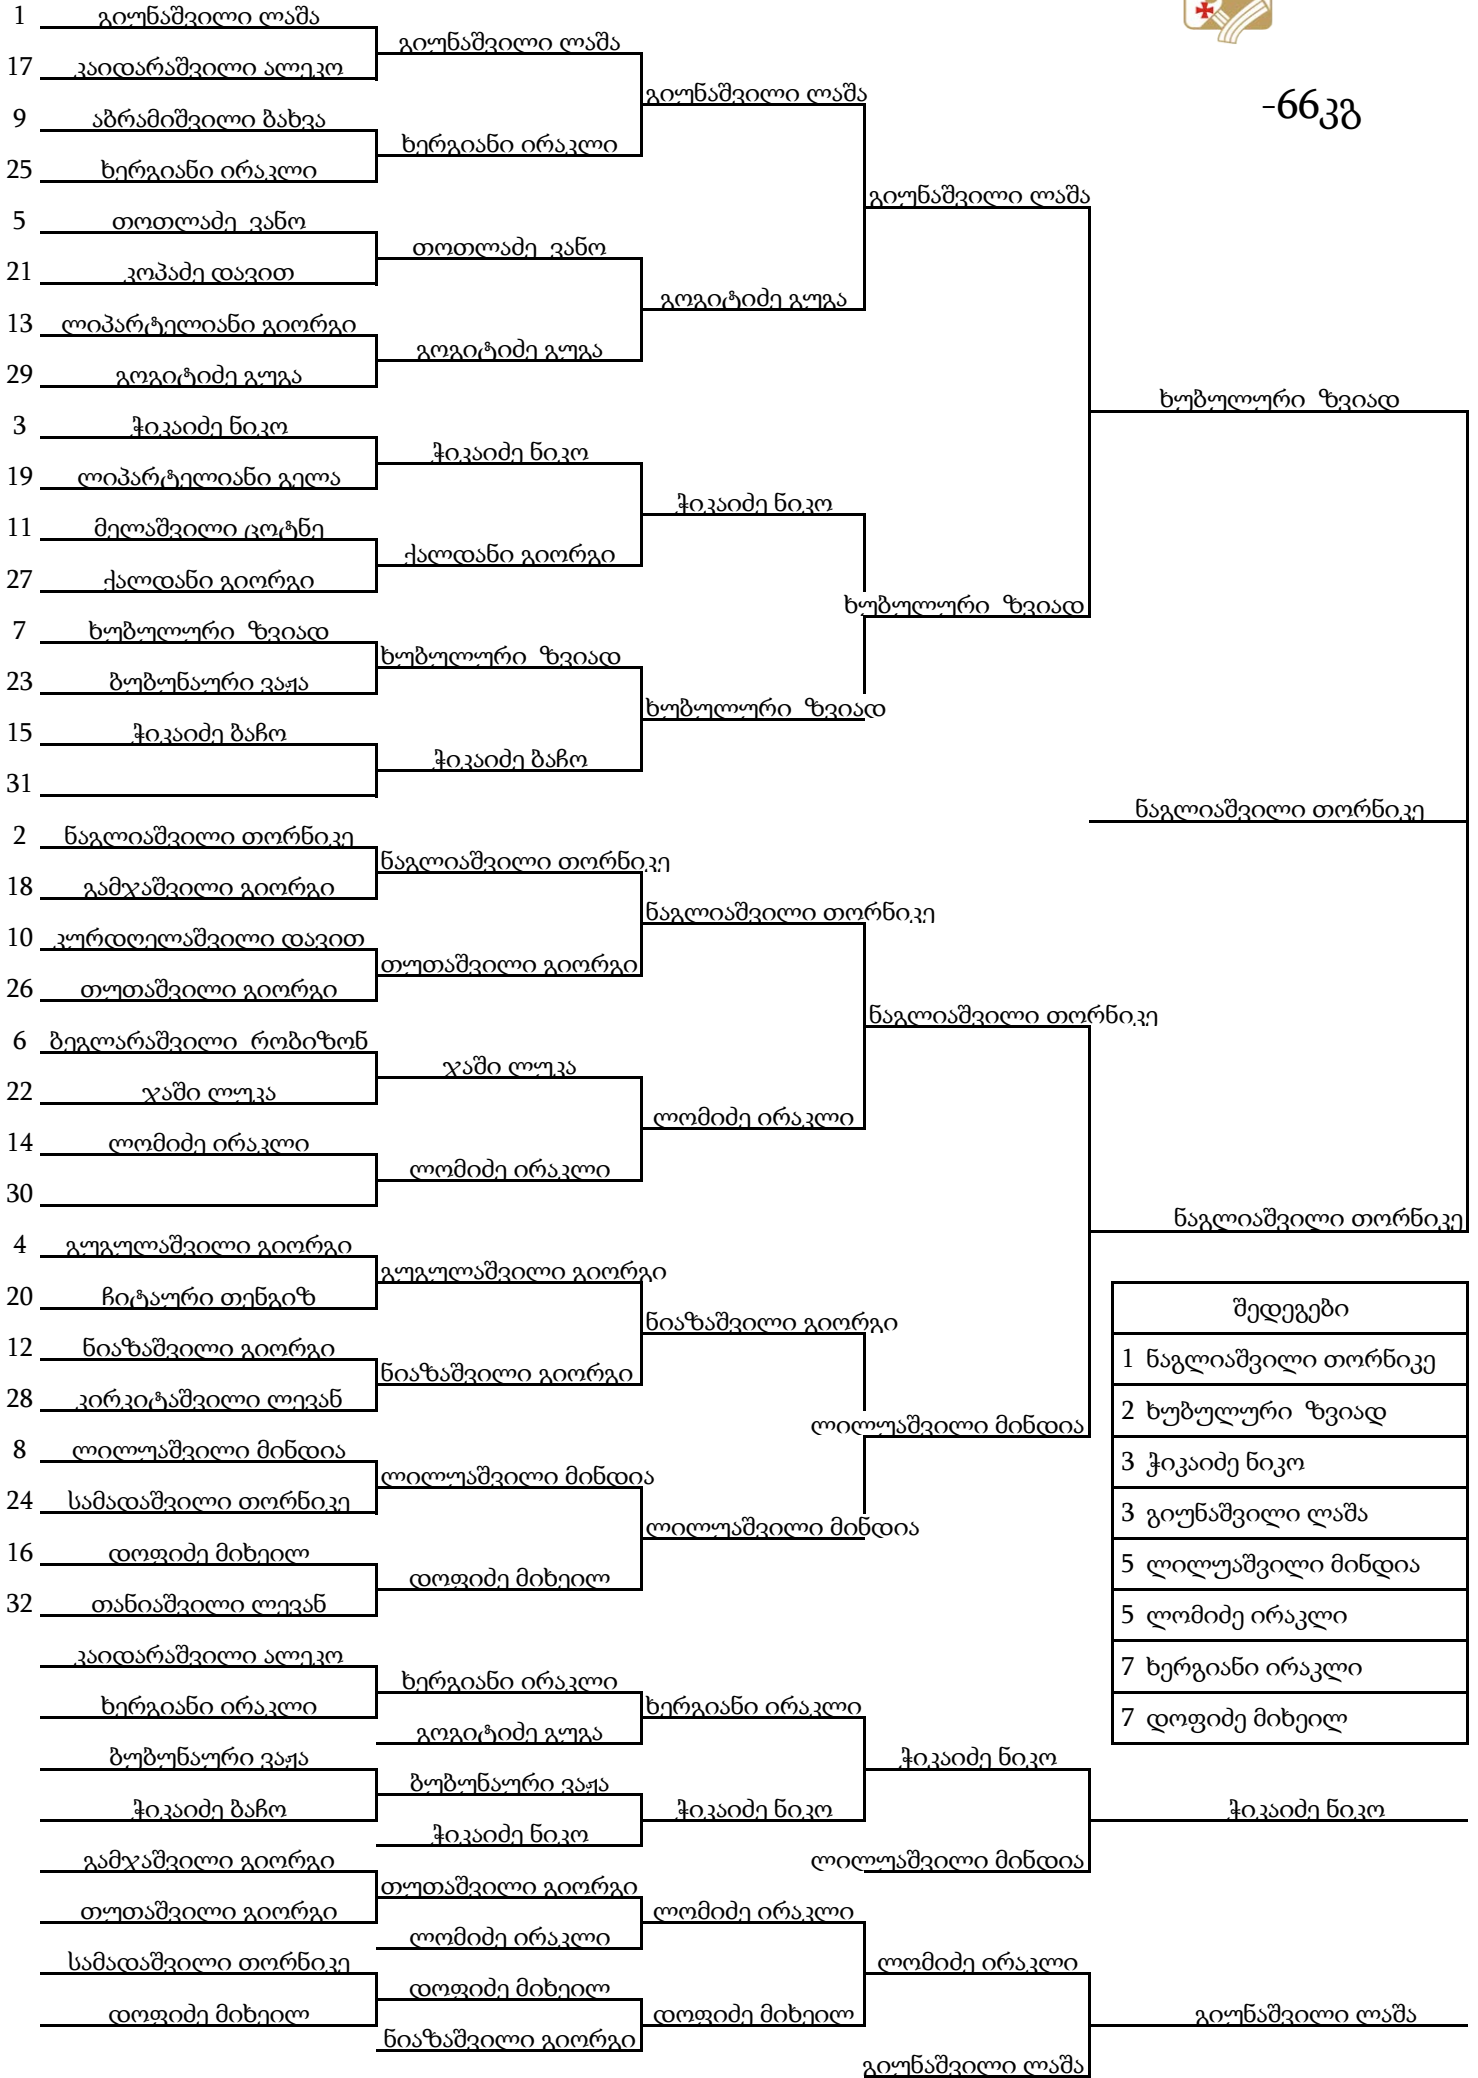 1 გიუნაშვილი ლაშა
გიუნაშვილი ლაშა
17 კაიდარაშვილი ალეკო
გიუნაშვილი ლაშა
-66კგ
9 აბრამიშვილი ბახვა
ხერგიანი ირაკლი
25 ხერგიანი ირაკლი
გიუნაშვილი ლაშა
5 თოთლაძე ვანო
თოთლაძე ვანო
21 კოპაძე დავით
გოგიტიძე გუგა
13 ლიპარტელიანი გიორგი
გოგიტიძე გუგა
29 გოგიტიძე გუგა
ხუბულური ზვიად
3 ჭიკაიძე ნიკო
ჭიკაიძე ნიკო
19 ლიპარტელიანი გელა
ჭიკაიძე ნიკო
11 მელაშვილი ცოტნე
ქალდანი გიორგი
27 ქალდანი გიორგი
ხუბულური ზვიად
7 ხუბულური ზვიად
ხუბულური ზვიად
23 ბუბუნაური ვაჟა
ხუბულური ზვიად
15 ჭიკაიძე ბაჩო
ჭიკაიძე ბაჩო
31
ნაგლიაშვილი თორნიკე
2 ნაგლიაშვილი თორნიკე
ნაგლიაშვილი თორნიკე
18 გამჯაშვილი გიორგი
ნაგლიაშვილი თორნიკე
10 კურდღელაშვილი დავით
თუთაშვილი გიორგი
26 თუთაშვილი გიორგი
ნაგლიაშვილი თორნიკე
6 ბეგლარაშვილი რობიზონ
ჯაში ლუკა
22 ჯაში ლუკა
ლომიძე ირაკლი
14 ლომიძე ირაკლი
ლომიძე ირაკლი
30
ნაგლიაშვილი თორნიკე
4 გუგულაშვილი გიორგი
გუგულაშვილი გიორგი
20 ჩიტაური თენგიზ
შედეგები
ნიაზაშვილი გიორგი
12 ნიაზაშვილი გიორგი
1 ნაგლიაშვილი თორნიკე
ნიაზაშვილი გიორგი
28 კირკიტაშვილი ლევან
2 ხუბულური ზვიად
ლილუაშვილი მინდია
8 ლილუაშვილი მინდია
3 ჭიკაიძე ნიკო
ლილუაშვილი მინდია
24 სამადაშვილი თორნიკე
3 გიუნაშვილი ლაშა
ლილუაშვილი მინდია
16 დოფიძე მიხეილ
5 ლილუაშვილი მინდია
დოფიძე მიხეილ
32 თანიაშვილი ლევან
5 ლომიძე ირაკლი
კაიდარაშვილი ალეკო
7 ხერგიანი ირაკლი
ხერგიანი ირაკლი
ხერგიანი ირაკლი
ხერგიანი ირაკლი
7 დოფიძე მიხეილ
გოგიტიძე გუგა
ბუბუნაური ვაჟა
ჭიკაიძე ნიკო
ბუბუნაური ვაჟა
ჭიკაიძე ბაჩო
ჭიკაიძე ნიკო
ჭიკაიძე ნიკო
ჭიკაიძე ნიკო
გამჯაშვილი გიორგი
ლილუაშვილი მინდია
თუთაშვილი გიორგი
თუთაშვილი გიორგი
ლომიძე ირაკლი
ლომიძე ირაკლი
სამადაშვილი თორნიკე
ლომიძე ირაკლი
დოფიძე მიხეილ
დოფიძე მიხეილ
დოფიძე მიხეილ
გიუნაშვილი ლაშა
ნიაზაშვილი გიორგი
გიუნაშვილი ლაშა